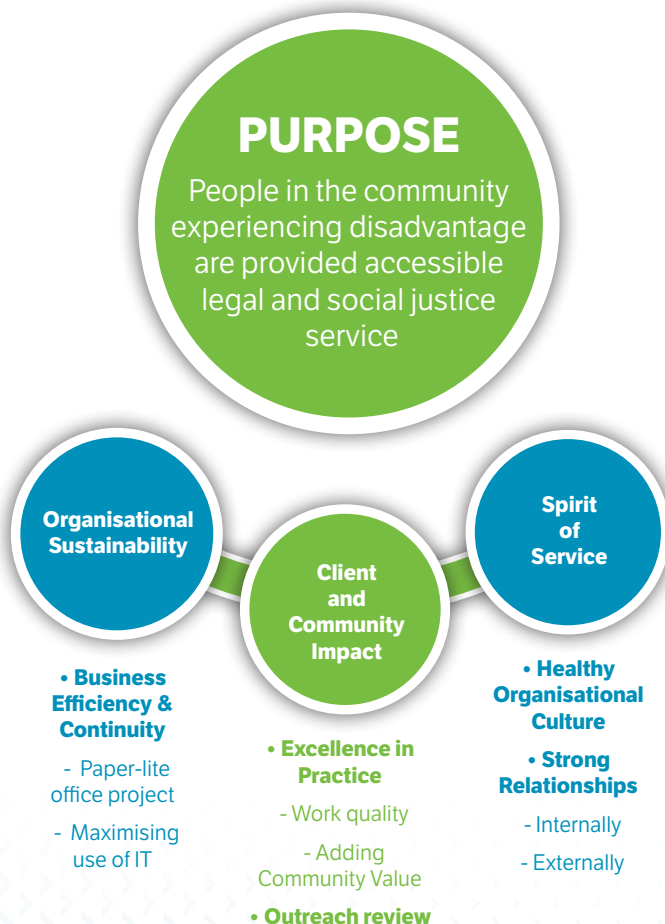 PURPOSE
People in the community
experiencing disadvantage
are provided accessible
legal and social justice
service
Organisational
Sustainability
• Business
Efficiency &
Continuity
- Paper-lite
office project
- Maximising
use of IT
Client
and
Community
Impact
• Excellence in
Practice
- Work quality
- Adding
Community Value
• Outreach review
Spirit
of
Service
• Healthy
Organisational
Culture
• Strong
Relationships
- Internally
- Externally